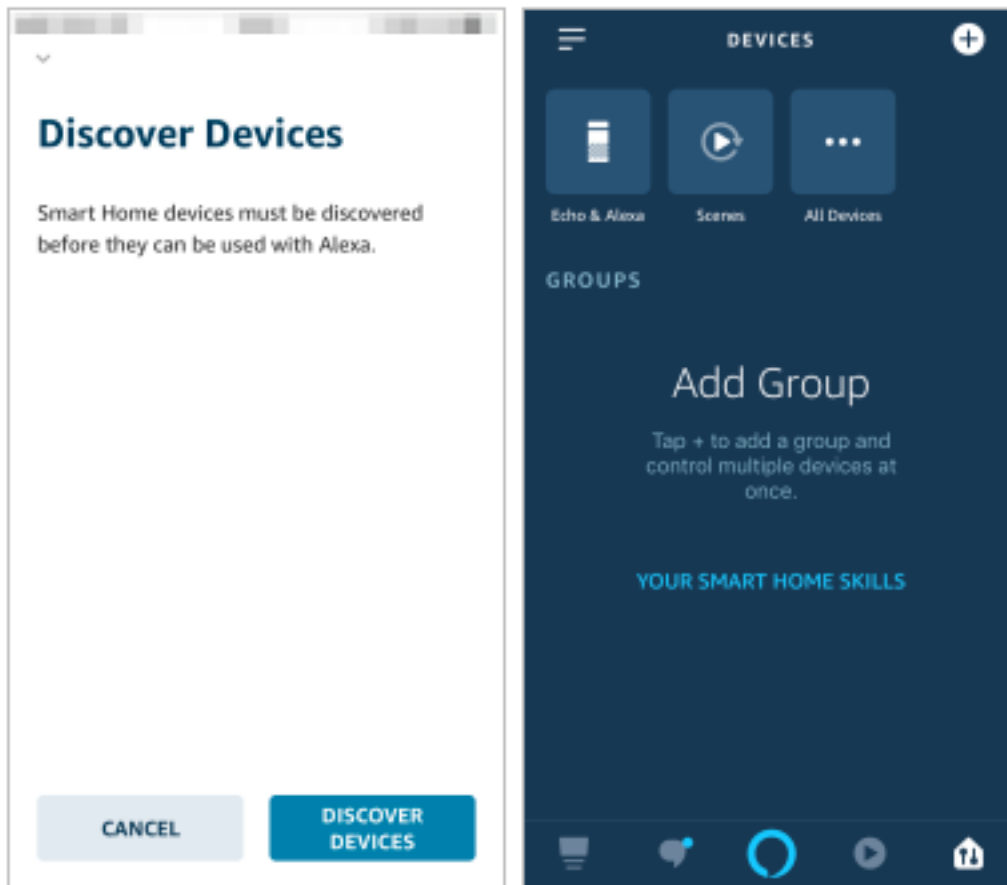 Discover Devices
Smart Home devices must be discovered
before they can be used with Alexa.
CANCEL
DISCOVER
DEVICES
DEVICES
Echo & Alexa
Scenes
All Devices
GROUPS
Add Group
Tap + to add a group and
control multiple devices at
once.
YOUR SMART HOME SKILLS